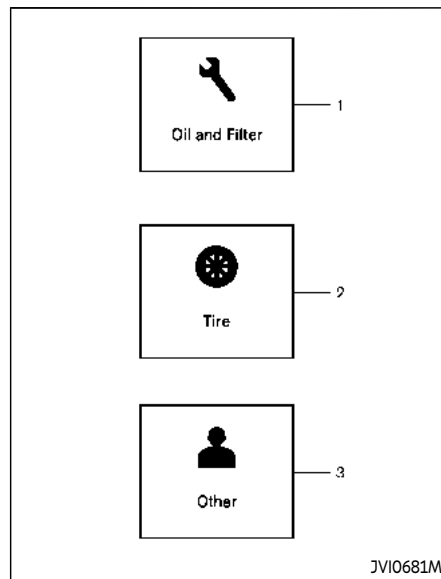 Oil and Filter
1
Tire
2
Other
3
JVI0681M